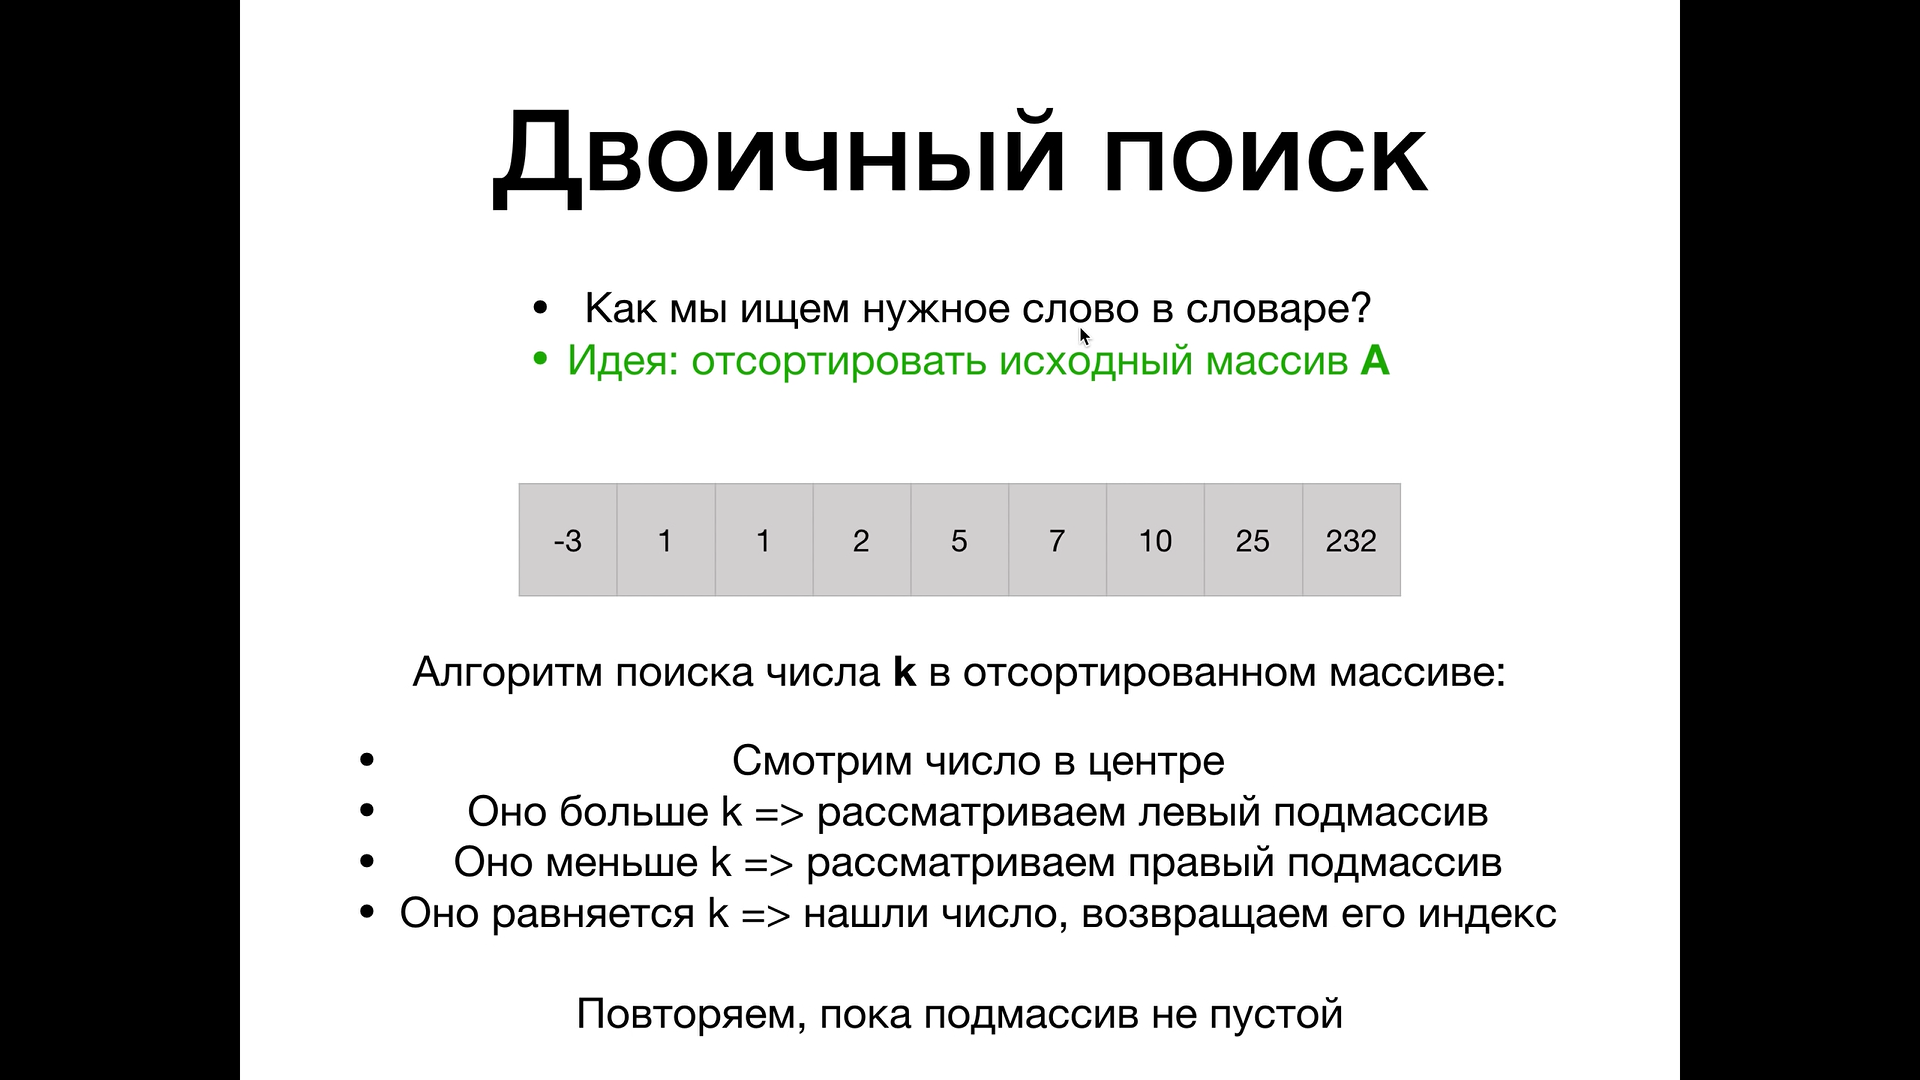 Двоичный поиск
• Как мы ищем нужное слово в словаре?
• Идея: отсортировать исходный массив A
-3 1 1 2 5 7 10 25 232
Алгоритм поиска числа k в отсортированном массиве:
• Смотрим число в центре
• Оно больше k => рассматриваем левый подмассив
• Оно меньше k => рассматриваем правый подмассив
• Оно равняется k => нашли число, возвращаем его индекс
Повторяем, пока подмассив не пустой